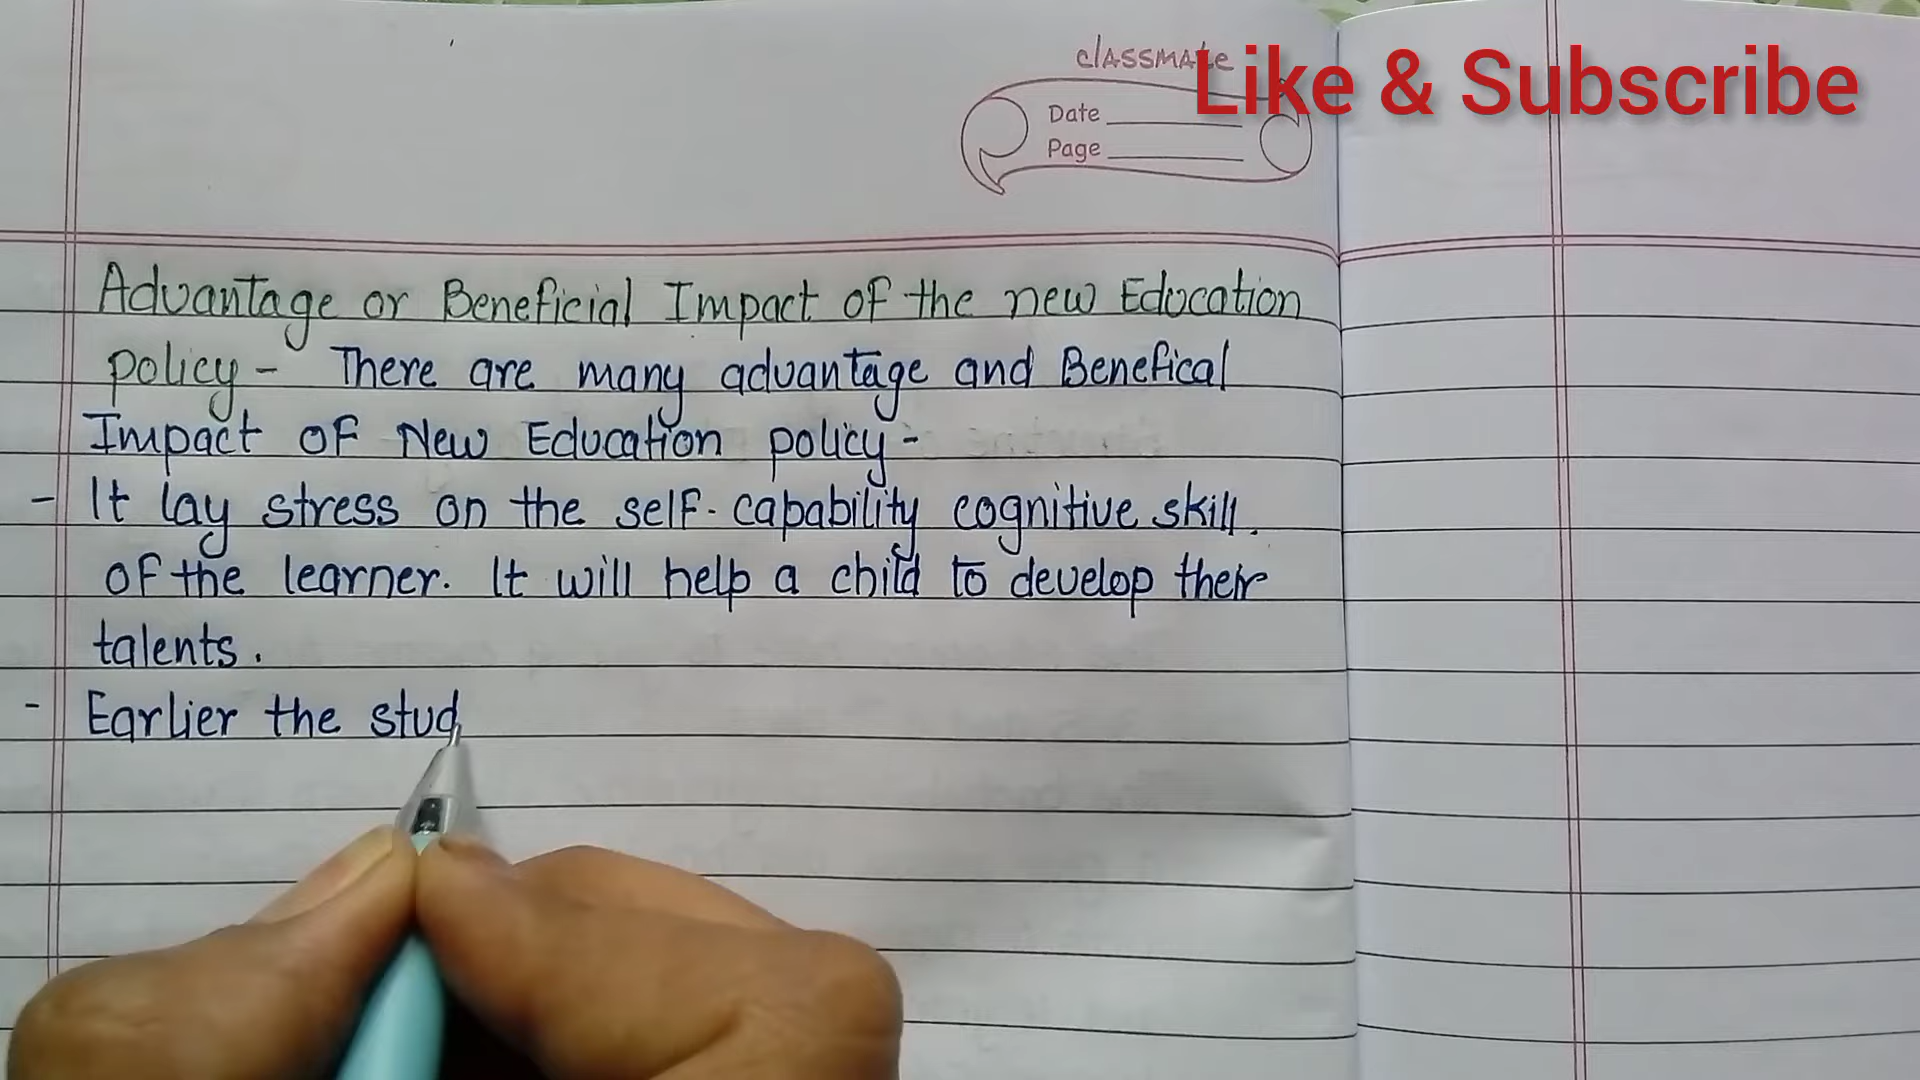 classmate
Like & Subscribe
Date
Page
Advantage or Beneficial Impact of the new Education
policy - There are many advantage and Benefical
Impact of New Education policy -
- It lay stress on the self. capability cognitive skill.
of the learner. It will help a child to develop their
talents.
- Earlier the stud